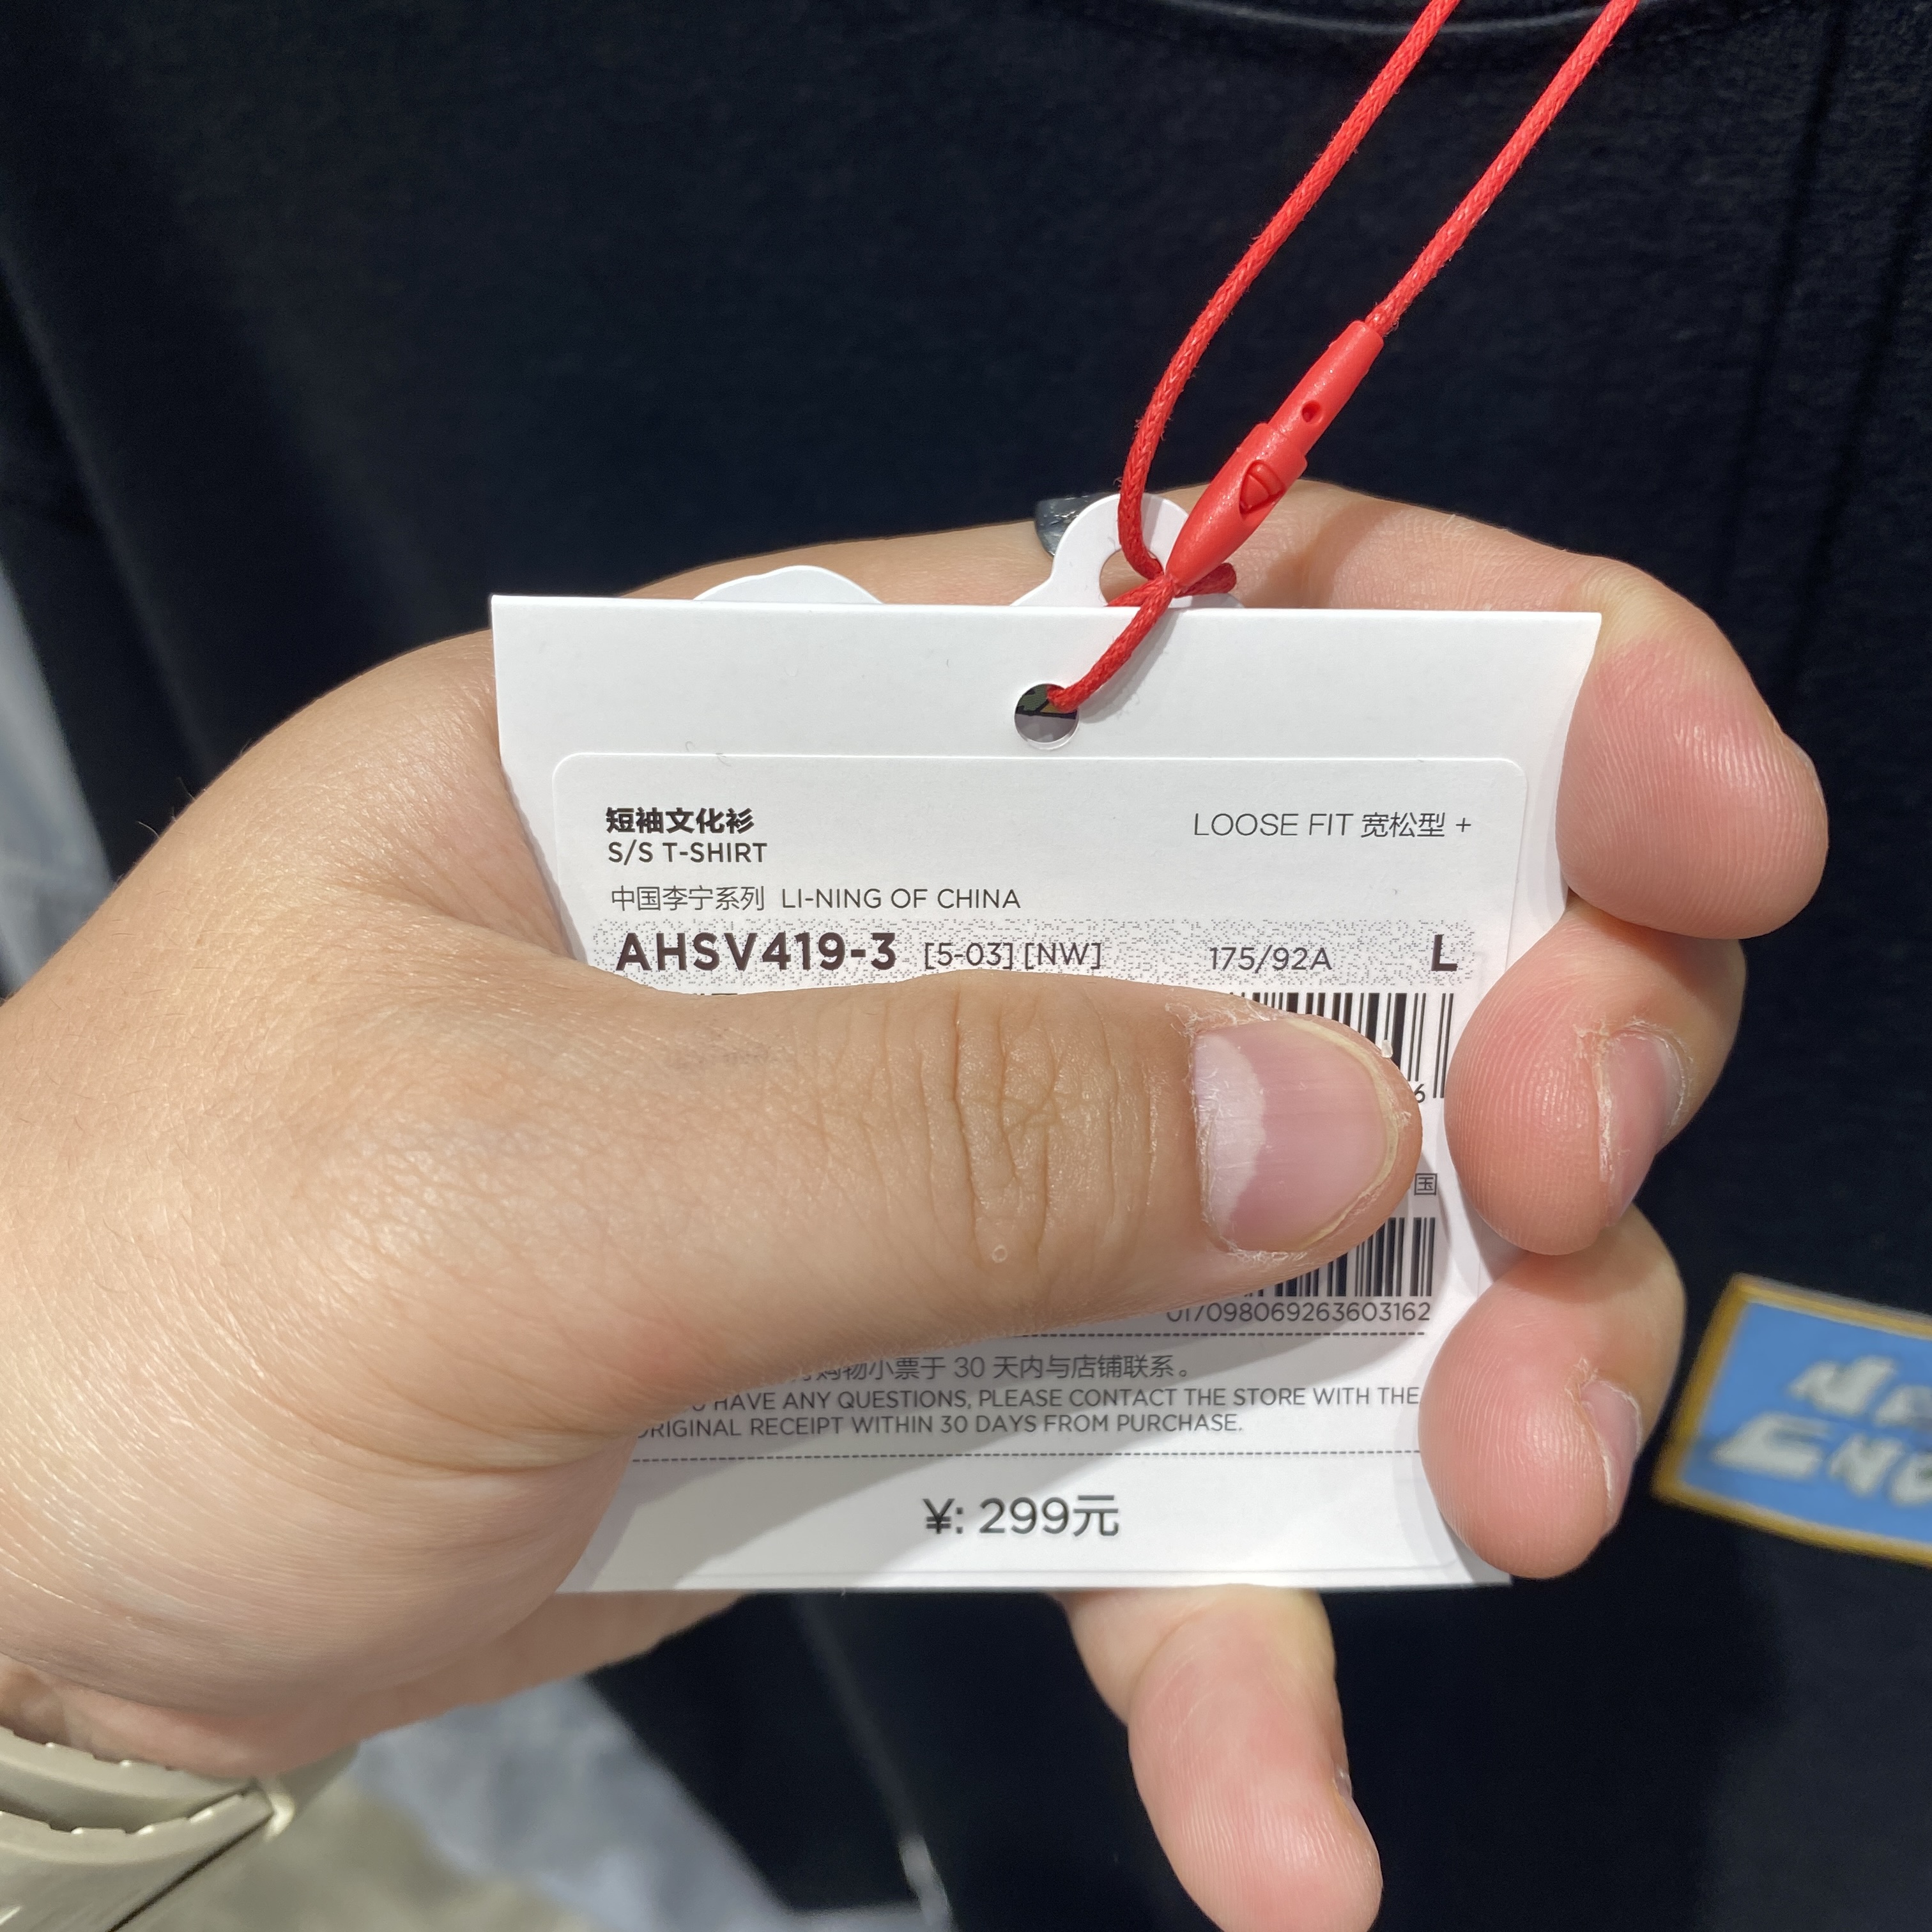 短袖文化衫
S/S T-SHIRT
LOOSE FIT 宽松型 +
中国李宁系列 LI-NING OF CHINA
AHSV419-3 [5-03] [NW] 175/92A L
6
国
017098069263603162
购物小票于 30 天内与店铺联系。
HAVE ANY QUESTIONS, PLEASE CONTACT THE STORE WITH THE
ORIGINAL RECEIPT WITHIN 30 DAYS FROM PURCHASE.
¥: 299元